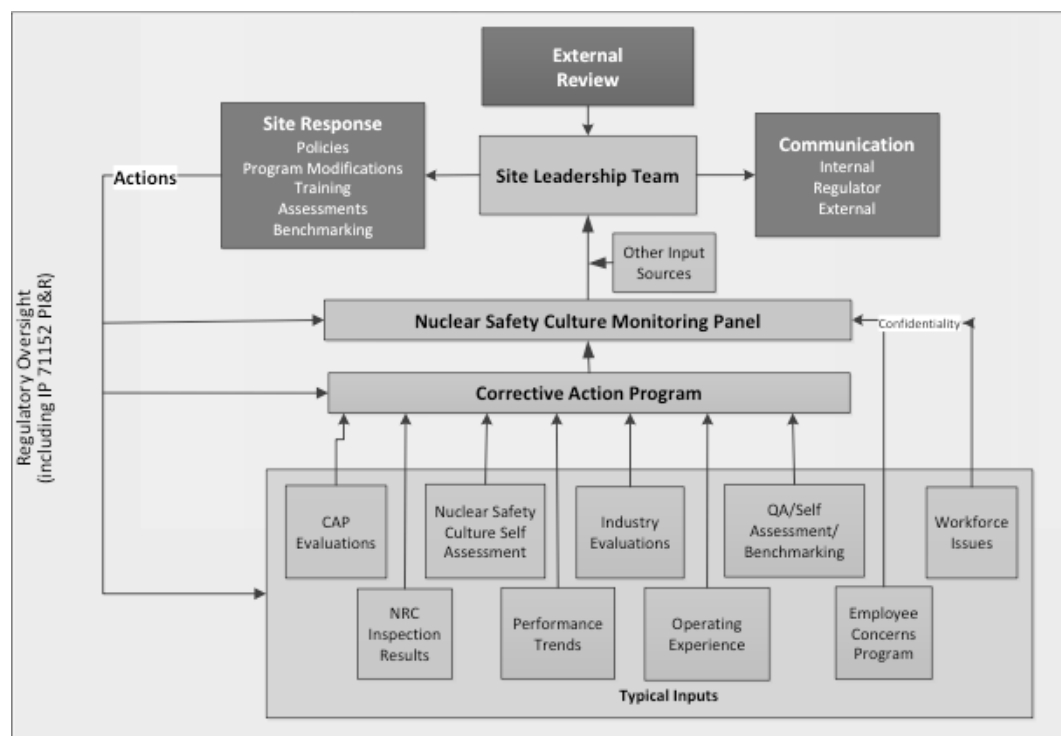 External
Review
Site Response
Policies
Program Modifications
Training
Assessments
Benchmarking
Actions
Site Leadership Team
Communication
Internal
Regulator
External
Other Input
Sources
Nuclear Safety Culture Monitoring Panel
Confidentiality
Corrective Action Program
Regulatory Oversight
(including IP 71152 PI&R)
CAP
Evaluations
Nuclear Safety
Culture Self
Assessment
Industry
Evaluations
QA/Self
Assessment/
Benchmarking
Workforce
Issues
NRC
Inspection
Results
Performance
Trends
Operating
Experience
Employee
Concerns
Program
Typical Inputs